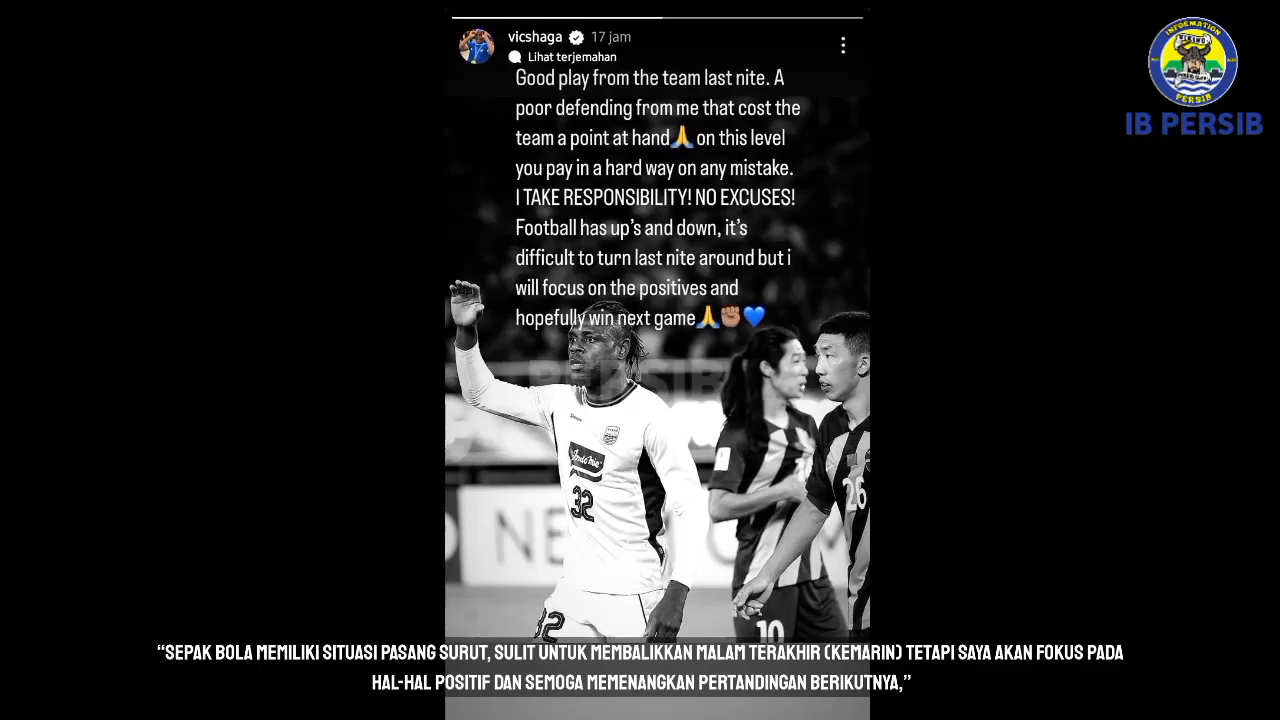 vicshaga 17 jam
Lihat terjemahan
Good play from the team last nite. A
poor defending from me that cost the
team a point at hand🙏 on this level
you pay in a hard way on any mistake.
I TAKE RESPONSIBILITY! NO EXCUSES!
Football has up's and down, it's
difficult to turn last nite around but i
will focus on the positives and
hopefully win next game🙏✊🏽💙
INFORMATION
PERSIB
IB PERSIB
PERSIB
Indomie
32
32
26
10
“SEPAK BOLA MEMILIKI SITUASI PASANG SURUT, SULIT UNTUK MEMBALIKKAN MALAM TERAKHIR (KEMARIN) TETAPI SAYA AKAN FOKUS PADA
HAL-HAL POSITIF DAN SEMOGA MEMENANGKAN PERTANDINGAN BERIKUTNYA,”